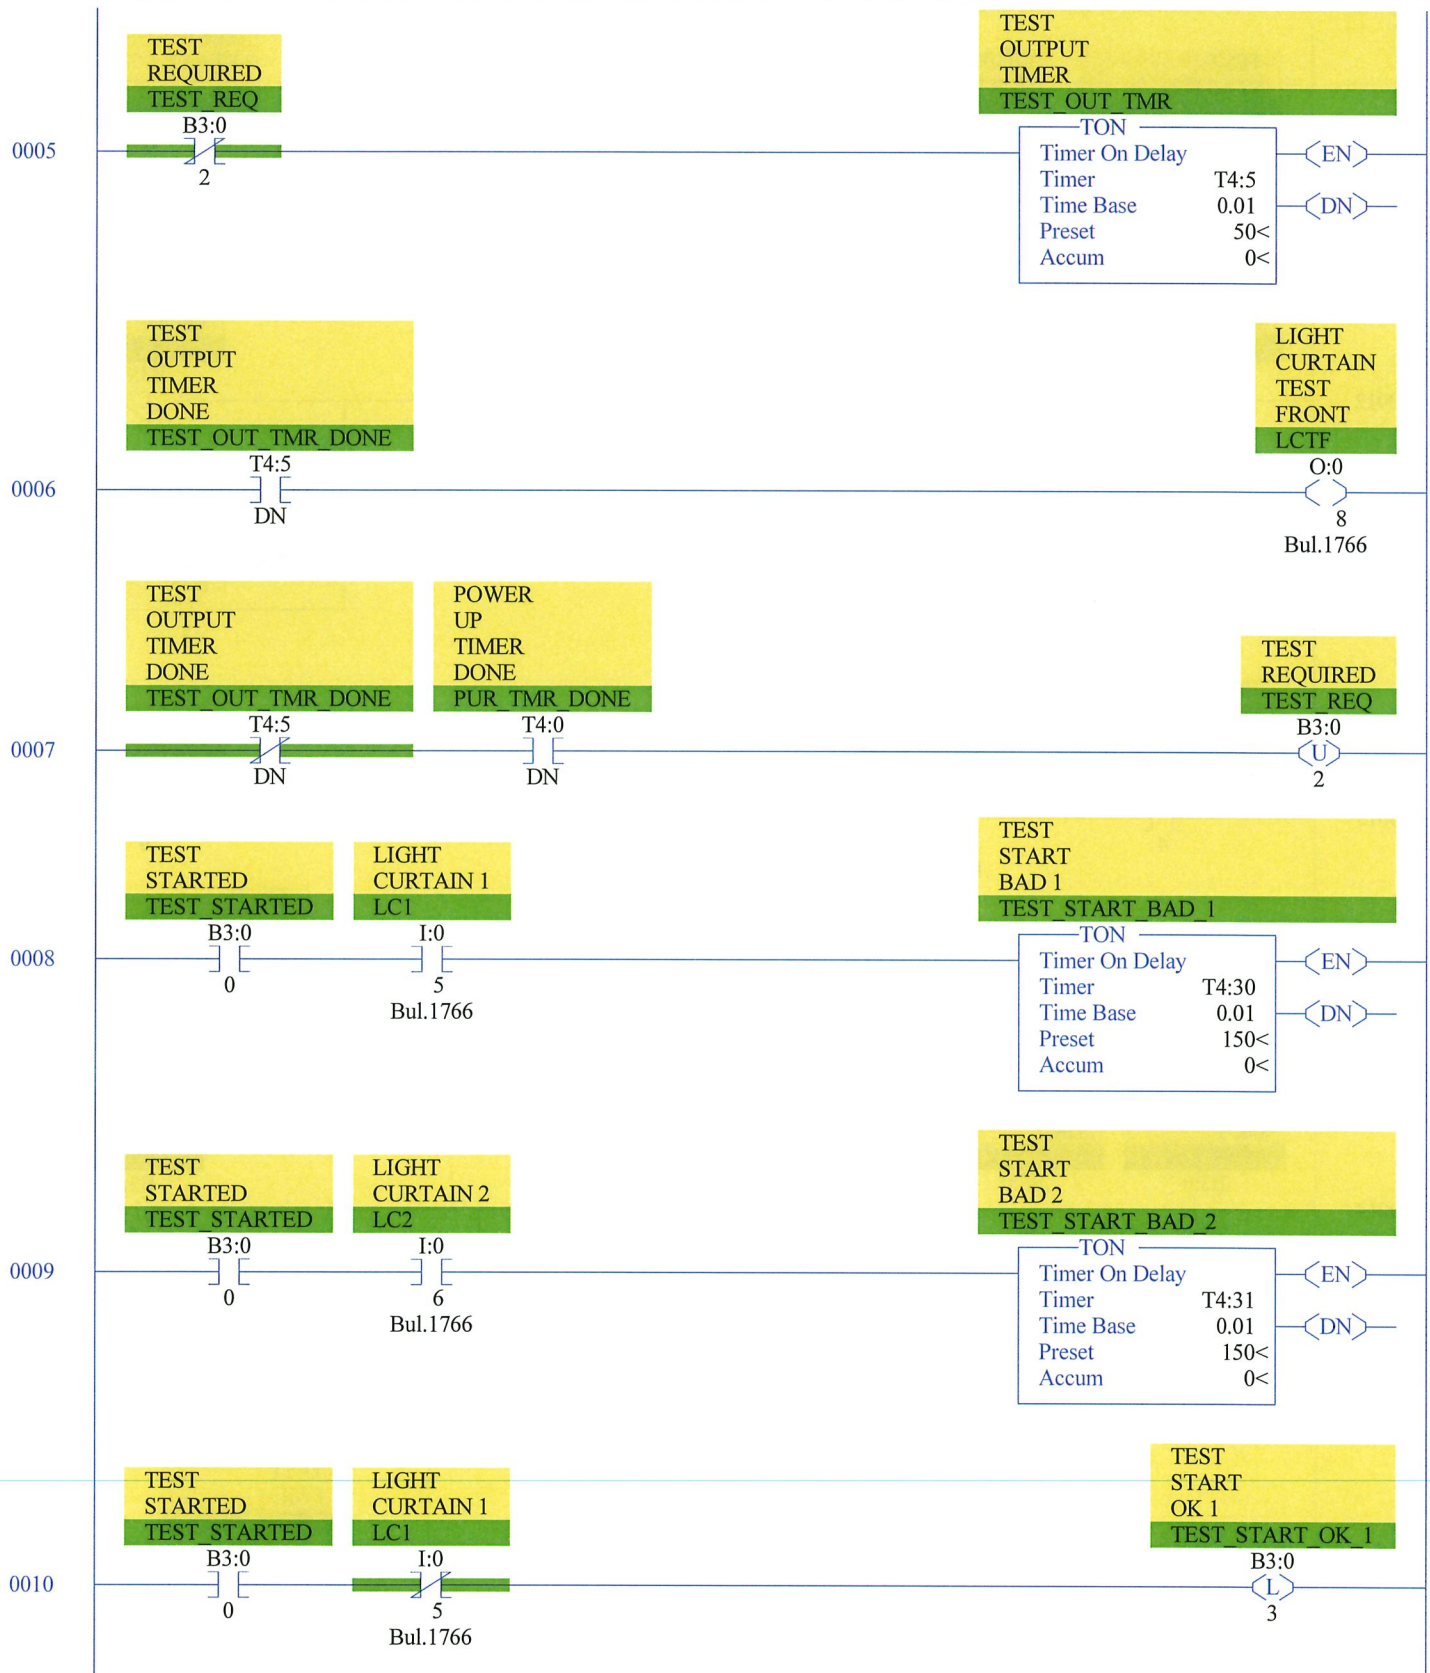 TEST
REQUIRED
TEST_REQ
B3:0
2
0005
TEST
OUTPUT
TIMER
TEST_OUT_TMR
TON
Timer On Delay
Timer T4:5
Time Base 0.01
Preset 50<
Accum 0<
EN
DN
TEST
OUTPUT
TIMER
DONE
TEST_OUT_TMR_DONE
T4:5
DN
0006
LIGHT
CURTAIN
TEST
FRONT
LCTF
O:0
8
Bul.1766
TEST
OUTPUT
TIMER
DONE
TEST_OUT_TMR_DONE
T4:5
DN
0007
POWER
UP
TIMER
DONE
PUR_TMR_DONE
T4:0
DN
TEST
REQUIRED
TEST_REQ
B3:0
U
2
TEST
STARTED
TEST_STARTED
B3:0
0
0008
LIGHT
CURTAIN 1
LC1
I:0
5
Bul.1766
TEST
START
BAD 1
TEST_START_BAD_1
TON
Timer On Delay
Timer T4:30
Time Base 0.01
Preset 150<
Accum 0<
EN
DN
TEST
STARTED
TEST_STARTED
B3:0
0
0009
LIGHT
CURTAIN 2
LC2
I:0
6
Bul.1766
TEST
START
BAD 2
TEST_START_BAD_2
TON
Timer On Delay
Timer T4:31
Time Base 0.01
Preset 150<
Accum 0<
EN
DN
TEST
STARTED
TEST_STARTED
B3:0
0
0010
LIGHT
CURTAIN 1
LC1
I:0
5
Bul.1766
TEST
START
OK 1
TEST_START_OK_1
B3:0
L
3